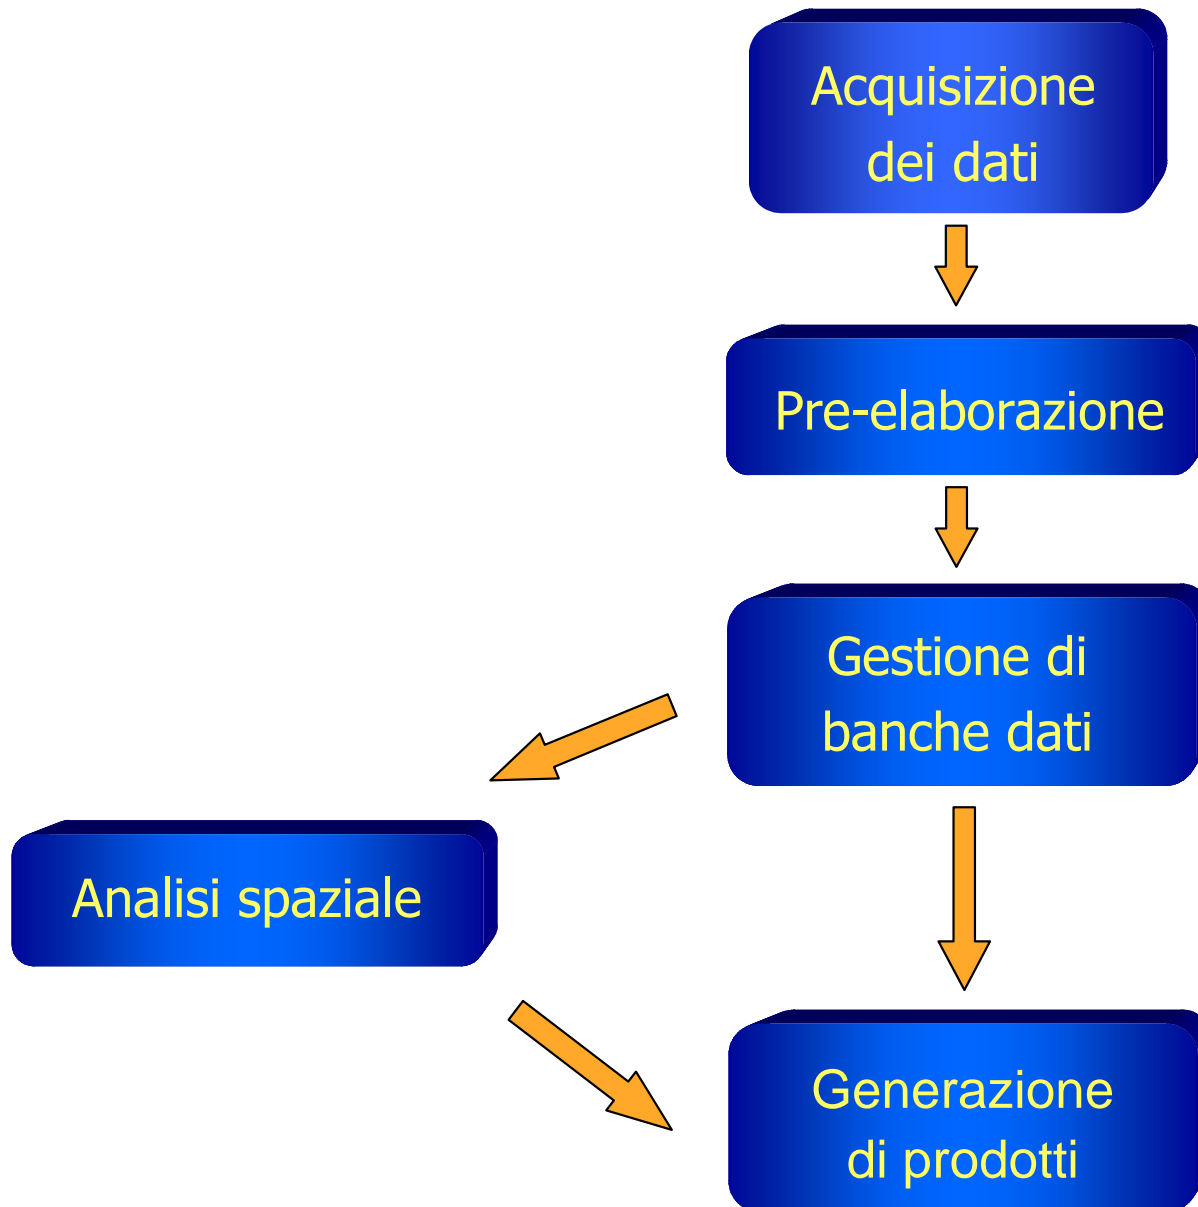 Acquisizione
dei dati
Pre-elaborazione
Gestione di
banche dati
Analisi spaziale
Generazione
di prodotti